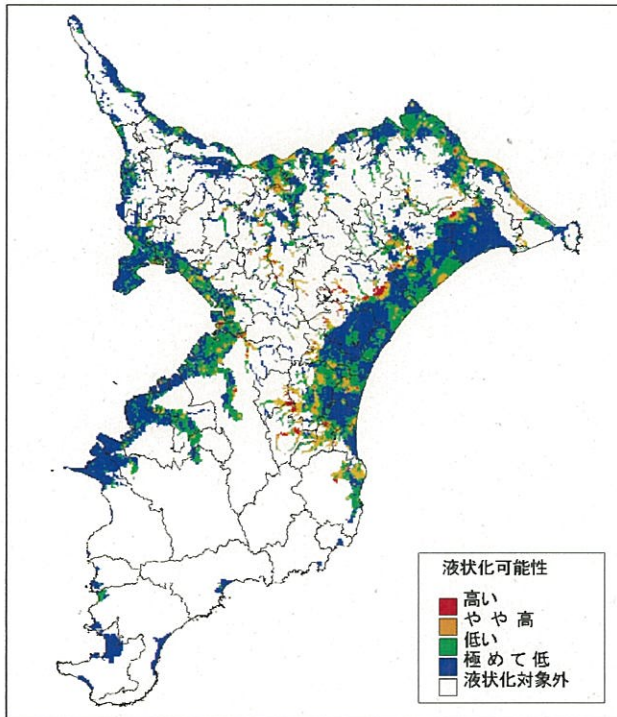 液状化可能性
高い
やや高
低い
極めて低
液状化対象外